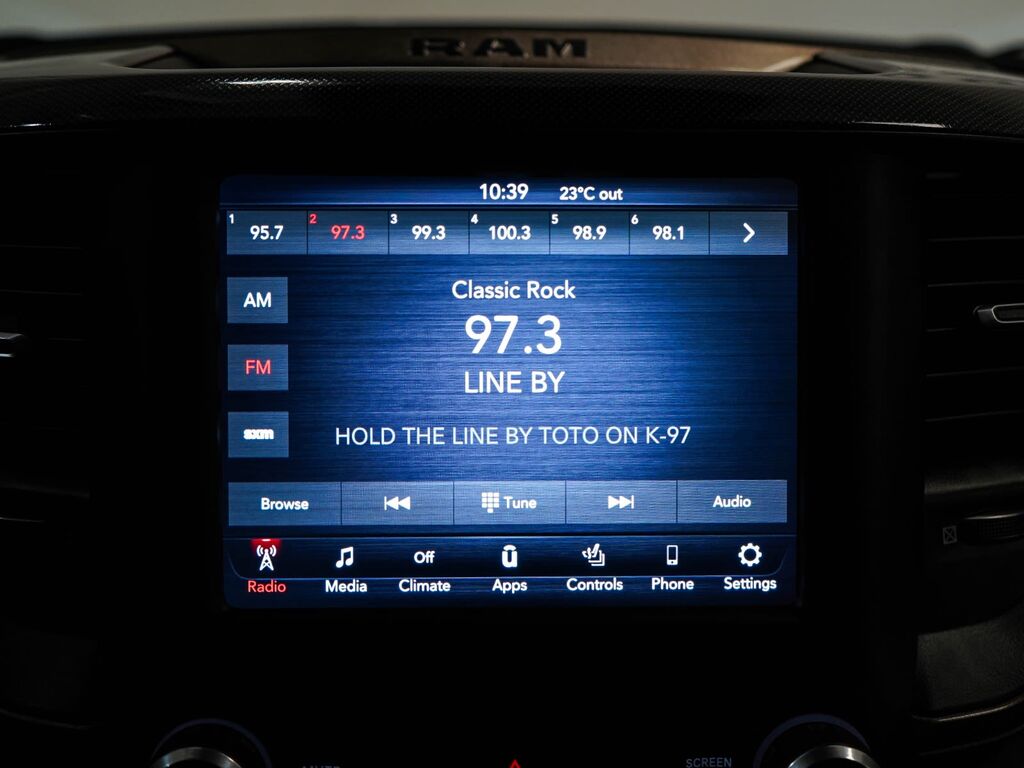 RAM
10:39 23°C out
1 95.7 2 97.3 3 99.3 4 100.3 5 98.9 6 98.1
Classic Rock
AM
97.3
FM
LINE BY
sxm
HOLD THE LINE BY TOTO ON K-97
Browse Tune Audio
Off
Radio Media Climate Apps Controls Phone Settings
SCREEN